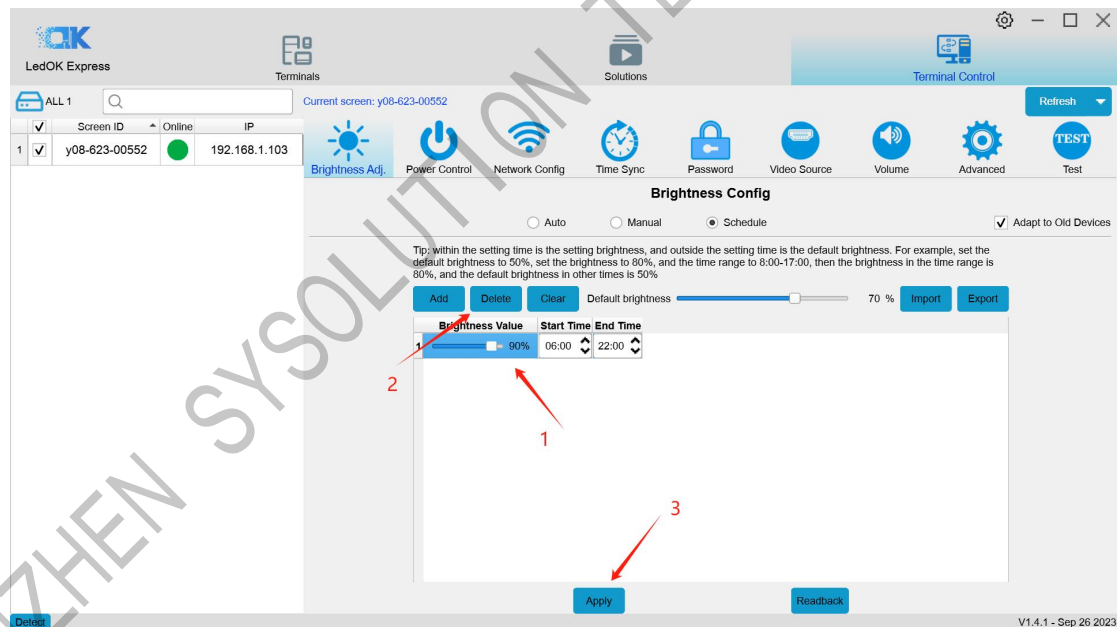 LedOK Express
Terminals
Solutions
Terminal Control
ALL 1
Current screen: y08-623-00552
Refresh
Screen ID Online IP
1 y08-623-00552 192.168.1.103
Brightness Adj. Power Control Network Config Time Sync Password Video Source Volume Advanced TEST Test
Brightness Config
Auto Manual Schedule Adapt to Old Devices
Tip: within the setting time is the setting brightness, and outside the setting time is the default brightness. For example, set the
default brightness to 50%, set the brightness to 80%, and the time range to 8:00-17:00, then the brightness in the time range is
80%, and the default brightness in other times is 50%
Add Delete Clear Default brightness 70 % Import Export
Brightness Value Start Time End Time
1 90% 06:00 22:00
2
1
3
Apply Readback
Detect V1.4.1 - Sep 26 2023
ZHEN SYSOLUTION TE